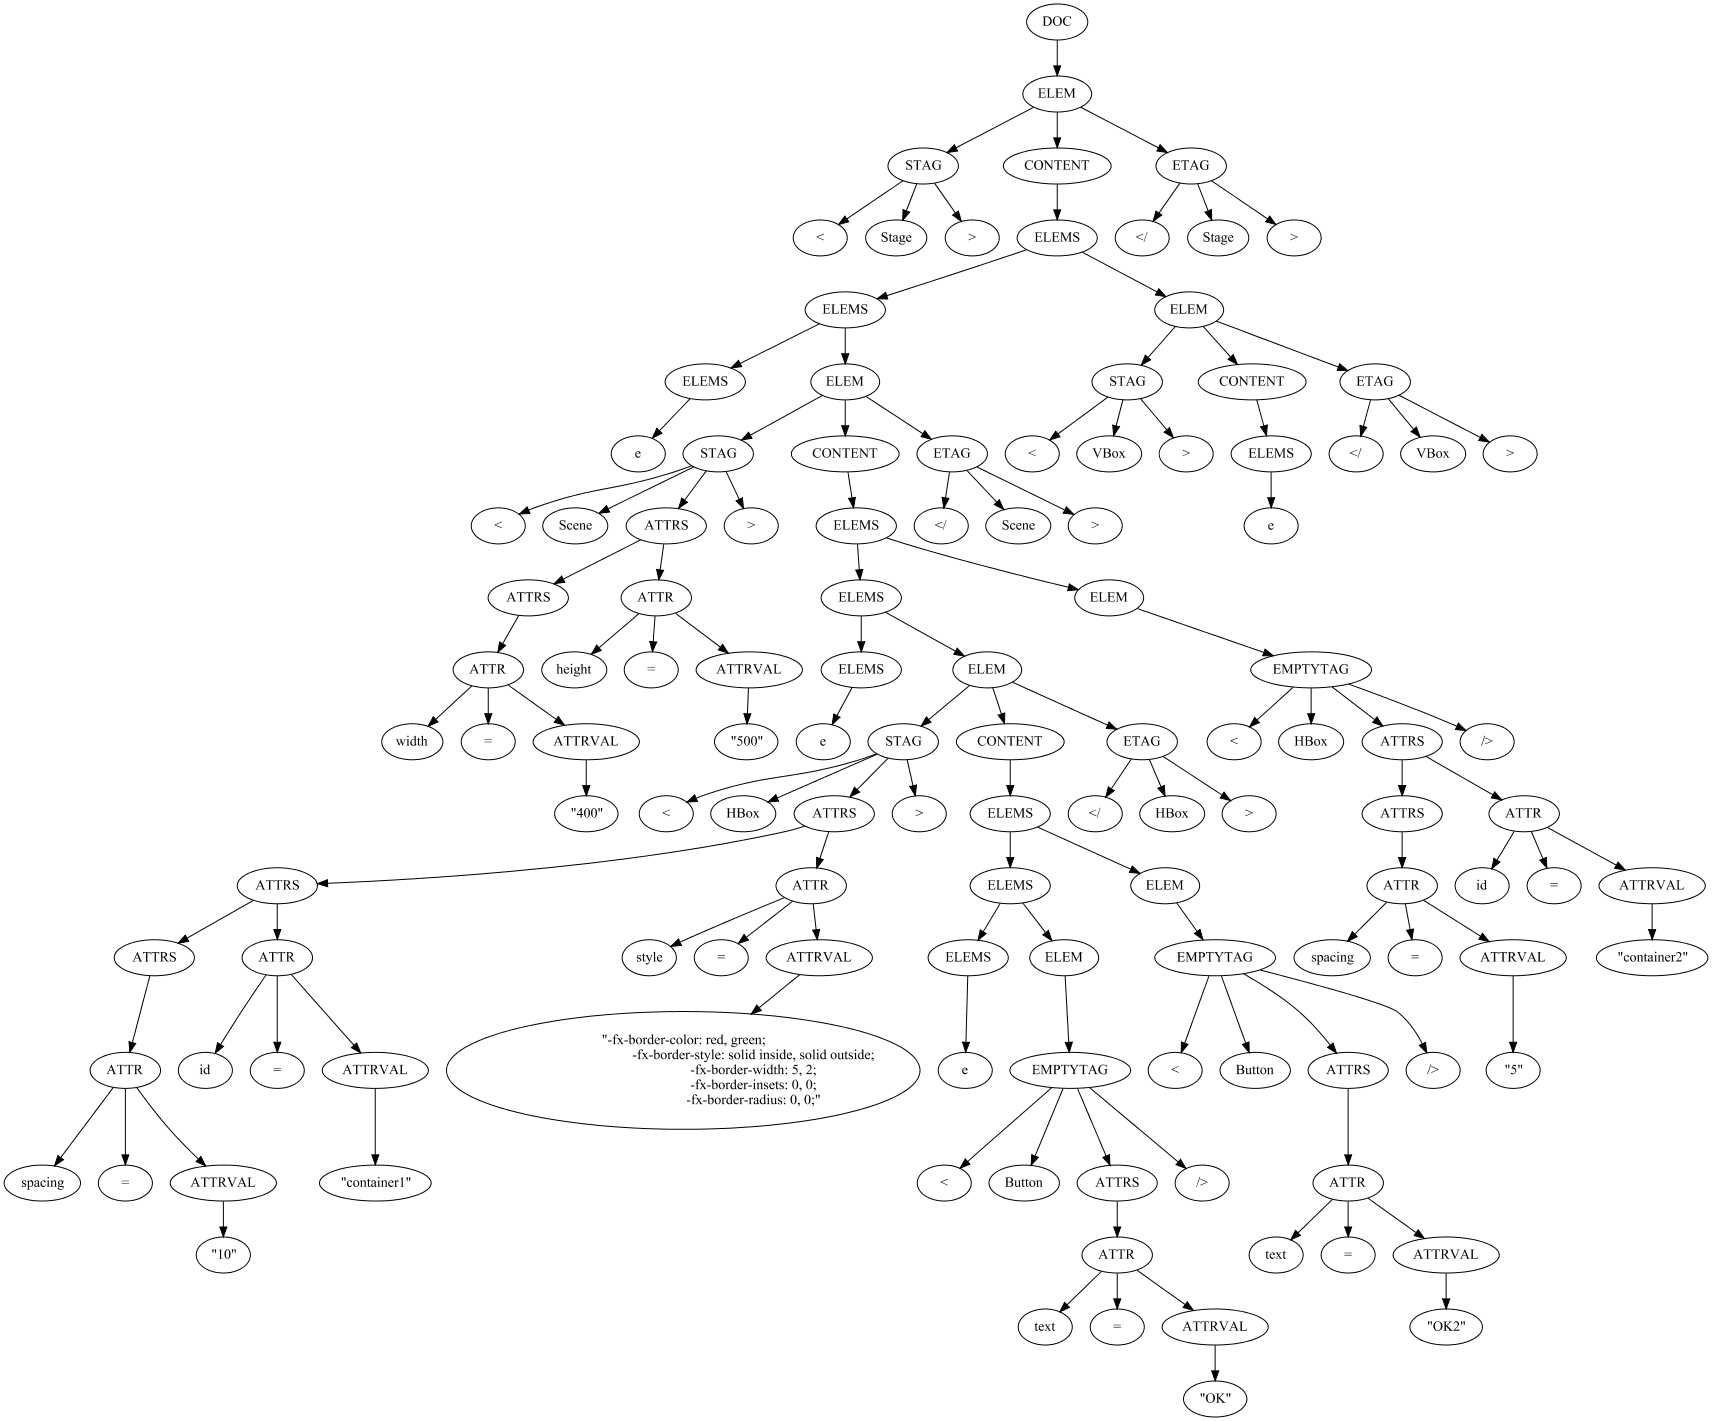 DOC
ELEM
STAG
CONTENT
ETAG
<
Stage
>
ELEMS
</
Stage
>
ELEMS
ELEM
ELEMS
ELEM
STAG
CONTENT
ETAG
e
STAG
CONTENT
ETAG
<
VBox
>
ELEMS
</
VBox
>
<
Scene
ATTRS
>
ELEMS
</
Scene
>
e
ATTRS
ATTR
ELEMS
ELEM
ATTR
height
=
ATTRVAL
ELEMS
ELEM
EMPTYTAG
width
=
ATTRVAL
"500"
e
STAG
CONTENT
ETAG
<
HBox
ATTRS
/>
"400"
<
HBox
ATTRS
>
ELEMS
</
HBox
>
ATTRS
ATTR
ATTRS
ATTR
ELEMS
ELEM
ATTR
id
=
ATTRVAL
ATTRS
ATTR
style
=
ATTRVAL
ELEMS
ELEM
EMPTYTAG
spacing
=
ATTRVAL
"container2"
ATTR
id
=
ATTRVAL
"-fx-border-color: red, green;
-fx-border-style: solid inside, solid outside;
-fx-border-width: 5, 2;
-fx-border-insets: 0, 0;
-fx-border-radius: 0, 0;"
e
EMPTYTAG
<
Button
ATTRS
/>
"5"
spacing
=
ATTRVAL
"container1"
<
Button
ATTRS
/>
ATTR
"10"
ATTR
text
=
ATTRVAL
text
=
ATTRVAL
"OK2"
"OK"